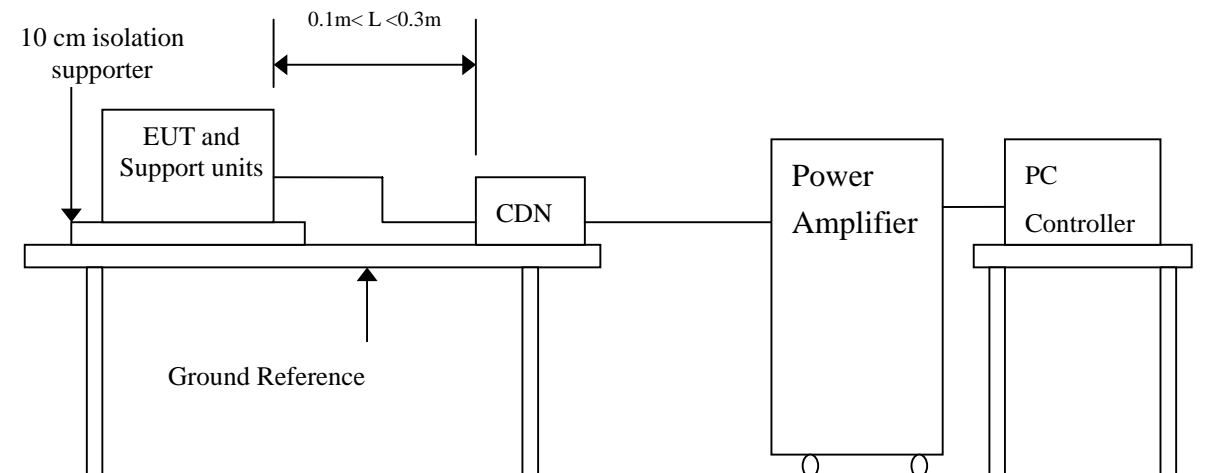 0.1m< L <0.3m
10 cm isolation
supporter
EUT and
Support units
CDN
Power
Amplifier
PC
Controller
Ground Reference